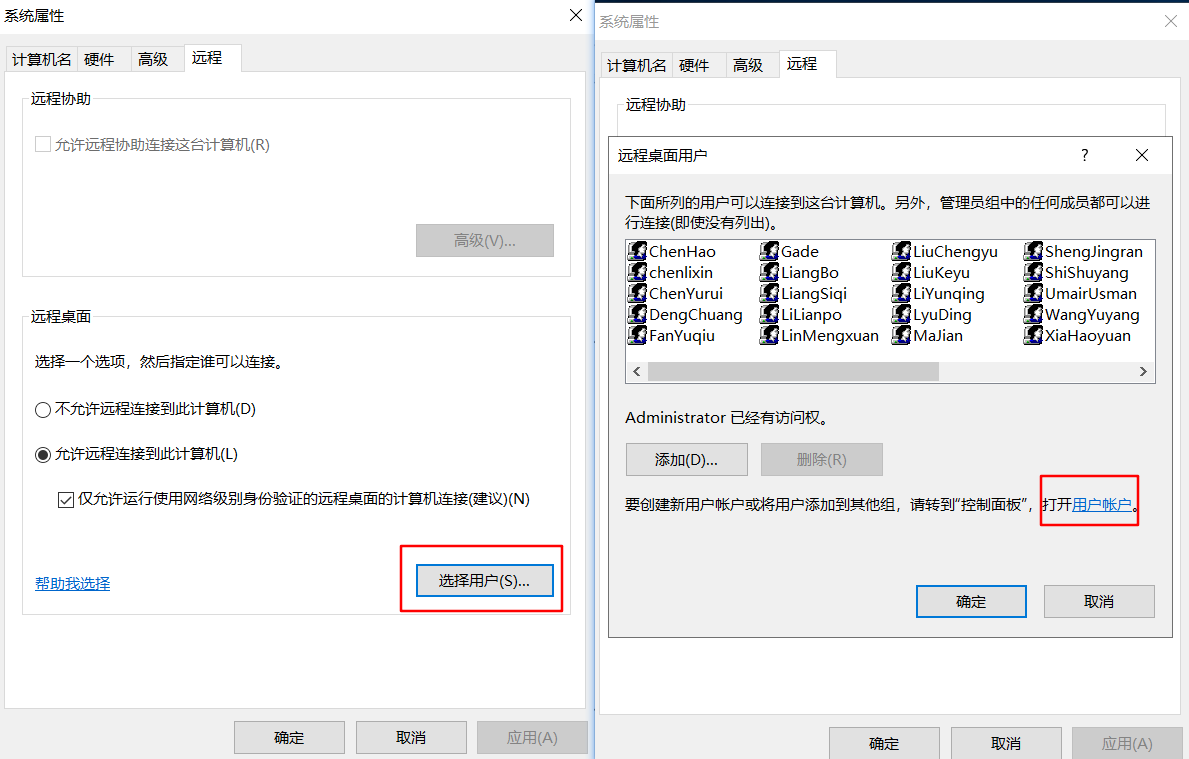 系统属性
计算机名 硬件 高级 远程
远程协助
允许远程协助连接这台计算机(R)
高级(V)...
远程桌面
选择一个选项，然后指定谁可以连接。
不允许远程连接到此计算机(D)
允许远程连接到此计算机(L)
仅允许运行使用网络级别身份验证的远程桌面的计算机连接(建议)(N)
帮助我选择
选择用户(S)...
确定 取消 应用(A)
系统属性
计算机名 硬件 高级 远程
远程协助
远程桌面用户 ?
下面所列的用户可以连接到这台计算机。另外，管理员组中的任何成员都可以进
行连接(即使没有列出)。
ChenHao Gade LiuChengyu ShengJingran
chenlixin LiangBo LiuKeyu ShiShuyang
ChenYurui LiangSiqi LiYunqing UmairUsman
DengChuang LiLianpo LyuDing WangYuyang
FanYuqiu LinMengxuan MaJian XiaHaoyuan
Administrator 已经有访问权。
添加(D)... 删除(R)
要创建新用户帐户或将用户添加到其他组，请转到“控制面板”，打开用户帐户。
确定 取消
确定 取消 应用(A)